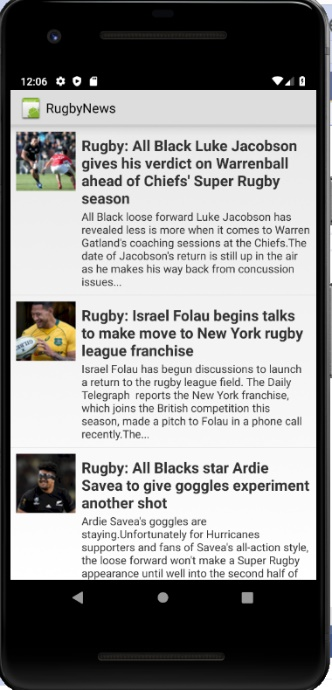 12:06
RugbyNews
Rugby: All Black Luke Jacobson
gives his verdict on Warrenball
ahead of Chiefs' Super Rugby
season
All Black loose forward Luke Jacobson has
revealed less is more when it comes to Warren
Gatland's coaching sessions at the Chiefs.The
date of Jacobson's return is still up in the air
as he makes his way back from concussion
issues...
Rugby: Israel Folau begins talks
to make move to New York rugby
league franchise
Israel Folau has begun discussions to launch
a return to the rugby league field. The Daily
Telegraph reports the New York franchise,
which joins the British competition this
season, made a pitch to Folau in a phone call
recently.The...
Rugby: All Blacks star Ardie
Savea to give goggles experiment
another shot
Ardie Savea's goggles are
staying.Unfortunately for Hurricanes
supporters and fans of Savea's all-action style,
the loose forward won't make a Super Rugby
appearance until well into the second half of